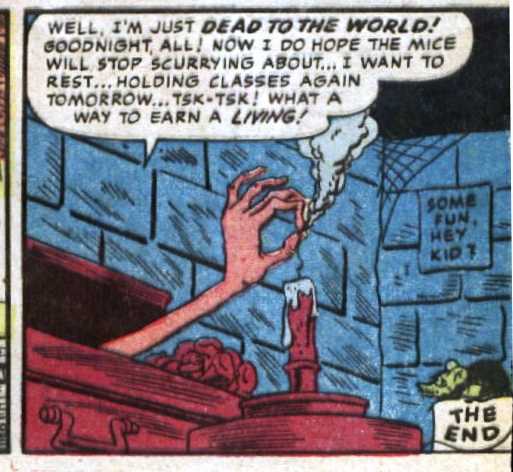 WELL, I'M JUST DEAD TO THE WORLD!
GOODNIGHT, ALL! NOW I DO HOPE THE MICE
WILL STOP SCURRYING ABOUT... I WANT TO
REST... HOLDING CLASSES AGAIN
TOMORROW... TSK-TSK! WHAT A
WAY TO EARN A LIVING!
SOME
FUN,
HEY
KID?
THE
END